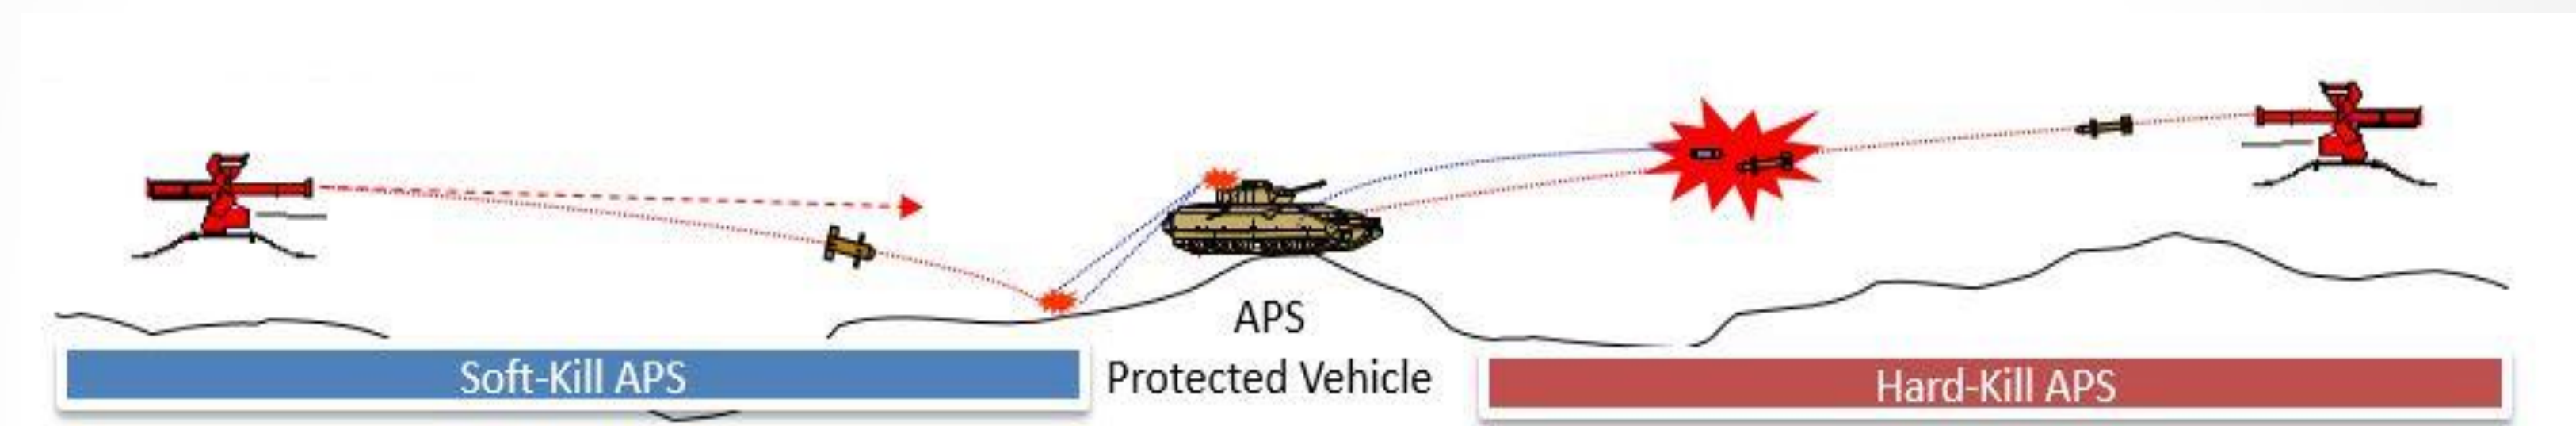 APS
Protected Vehicle
Soft-Kill APS
Hard-Kill APS